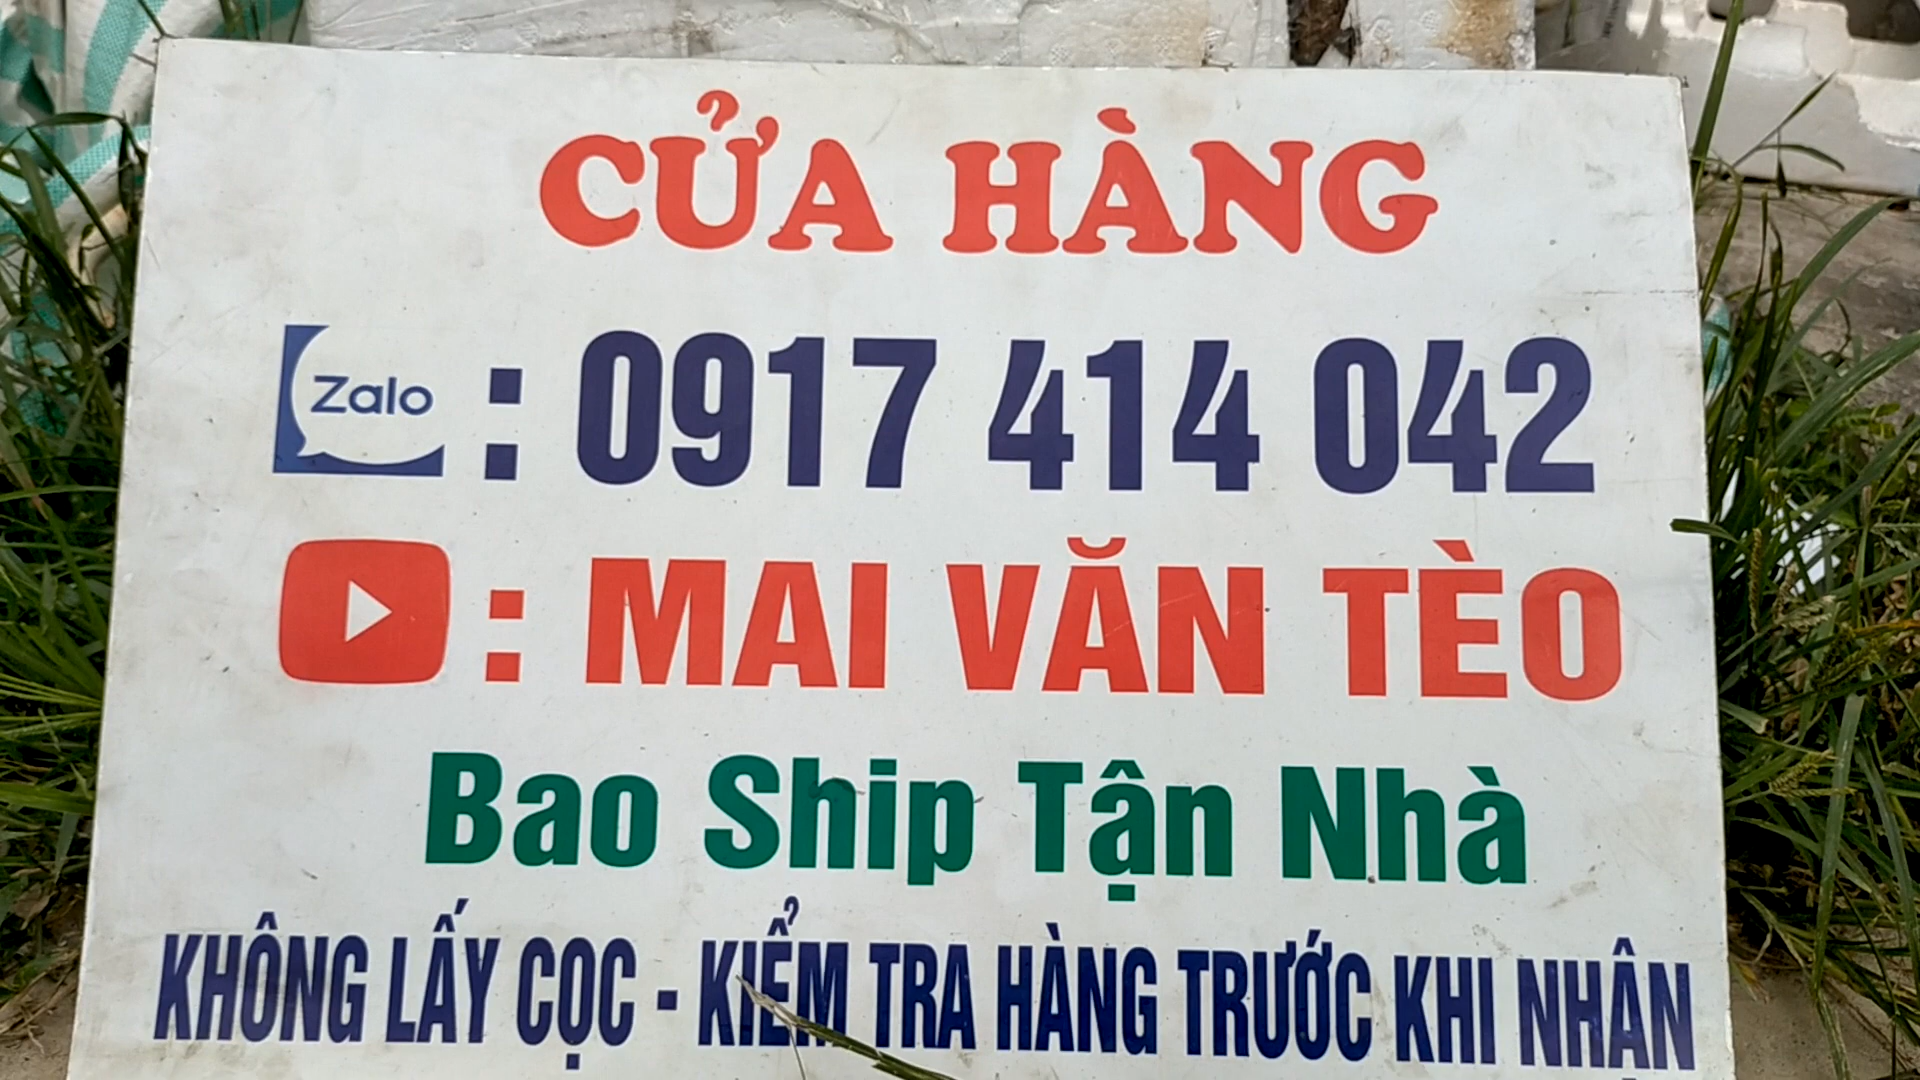 CỬA HÀNG
Zalo : 0917 414 042
: MAI VĂN TÈO
Bao Ship Tận Nhà
KHÔNG LẤY CỌC - KIỂM TRA HÀNG TRƯỚC KHI NHẬN